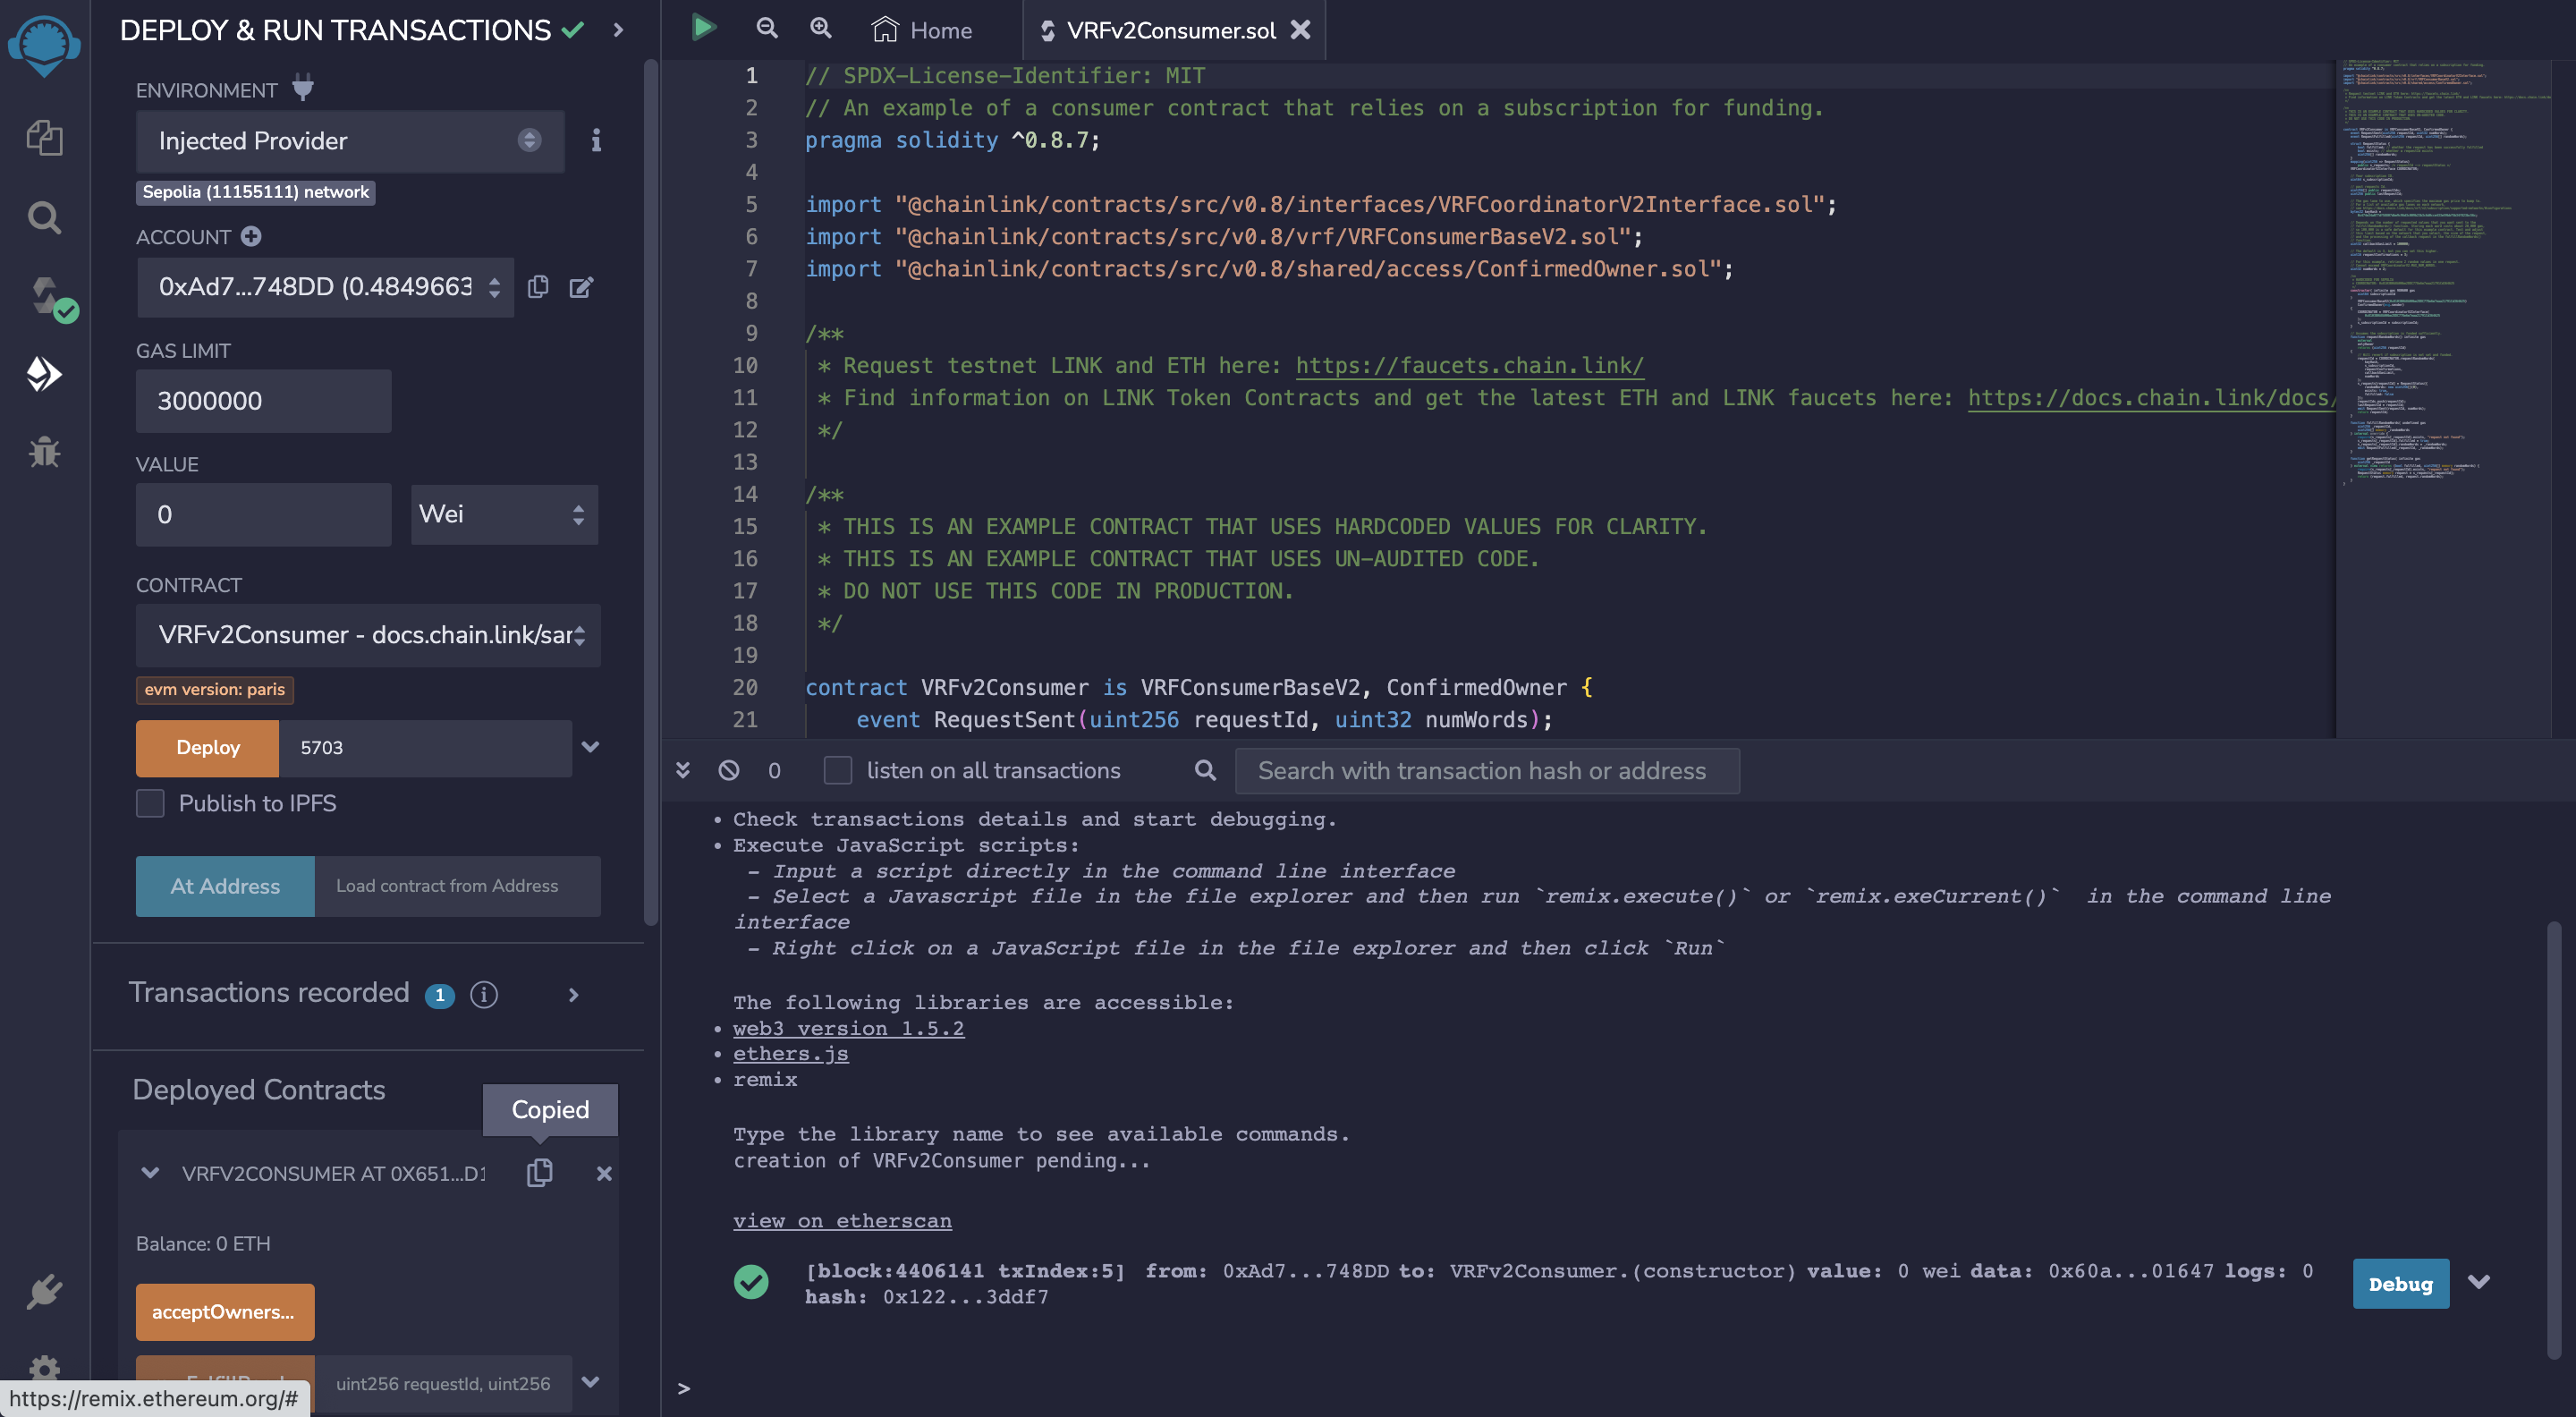 DEPLOY & RUN TRANSACTIONS
ENVIRONMENT
Injected Provider
Sepolia (11155111) network
ACCOUNT
0xAd7...748DD (0.4849663
GAS LIMIT
3000000
VALUE
0
Wei
CONTRACT
VRFv2Consumer - docs.chain.link/sar
evm version: paris
Deploy
5703
Publish to IPFS
At Address
Load contract from Address
Transactions recorded 1
Deployed Contracts
Copied
VRFV2CONSUMER AT 0X651...D1
Balance: 0 ETH
acceptOwners...
uint256 requestId, uint256
https://remix.ethereum.org/#
Home
VRFv2Consumer.sol
1 // SPDX-License-Identifier: MIT
2 // An example of a consumer contract that relies on a subscription for funding.
3 pragma solidity ^0.8.7;
4
5 import "@chainlink/contracts/src/v0.8/interfaces/VRFCoordinatorV2Interface.sol";
6 import "@chainlink/contracts/src/v0.8/vrf/VRFConsumerBaseV2.sol";
7 import "@chainlink/contracts/src/v0.8/shared/access/ConfirmedOwner.sol";
8
9 /**
10 * Request testnet LINK and ETH here: https://faucets.chain.link/
11 * Find information on LINK Token Contracts and get the latest ETH and LINK faucets here: https://docs.chain.link/docs/
12 */
13
14 /**
15 * THIS IS AN EXAMPLE CONTRACT THAT USES HARDCODED VALUES FOR CLARITY.
16 * THIS IS AN EXAMPLE CONTRACT THAT USES UN-AUDITED CODE.
17 * DO NOT USE THIS CODE IN PRODUCTION.
18 */
19
20 contract VRFv2Consumer is VRFConsumerBaseV2, ConfirmedOwner {
21 event RequestSent(uint256 requestId, uint32 numWords);
0
listen on all transactions
Search with transaction hash or address
• Check transactions details and start debugging.
• Execute JavaScript scripts:
- Input a script directly in the command line interface
- Select a Javascript file in the file explorer and then run `remix.execute()` or `remix.exeCurrent()` in the command line
interface
- Right click on a JavaScript file in the file explorer and then click `Run`
The following libraries are accessible:
• web3 version 1.5.2
• ethers.js
• remix
Type the library name to see available commands.
creation of VRFv2Consumer pending...
view on etherscan
[block:4406141 txIndex:5] from: 0xAd7...748DD to: VRFv2Consumer.(constructor) value: 0 wei data: 0x60a...01647 logs: 0
hash: 0x122...3ddf7
Debug
>